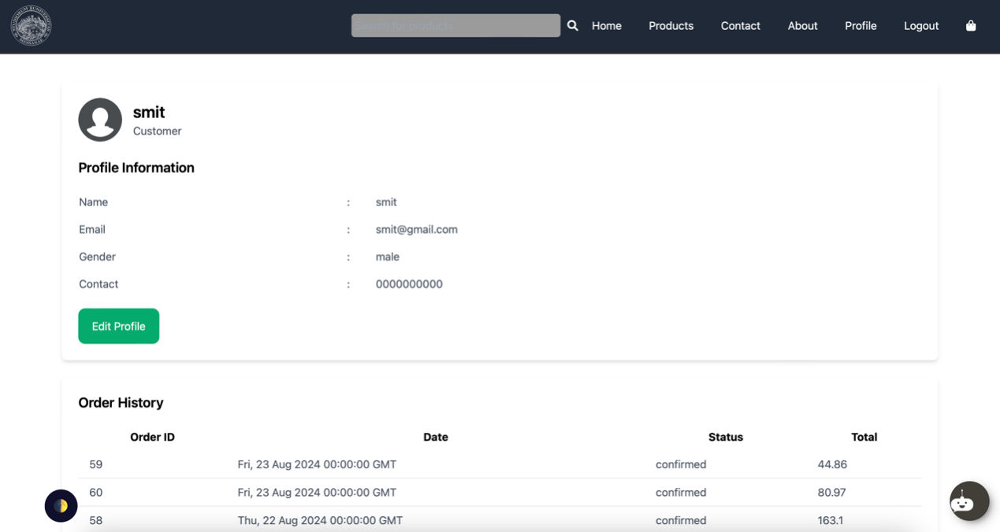 Search for products Home Products Contact About Profile Logout
smit
Customer
Profile Information
Name : smit
Email : smit@gmail.com
Gender : male
Contact : 0000000000
Edit Profile
Order History
Order ID Date Status Total
59 Fri, 23 Aug 2024 00:00:00 GMT confirmed 44.86
60 Fri, 23 Aug 2024 00:00:00 GMT confirmed 80.97
58 Thu, 22 Aug 2024 00:00:00 GMT confirmed 163.1